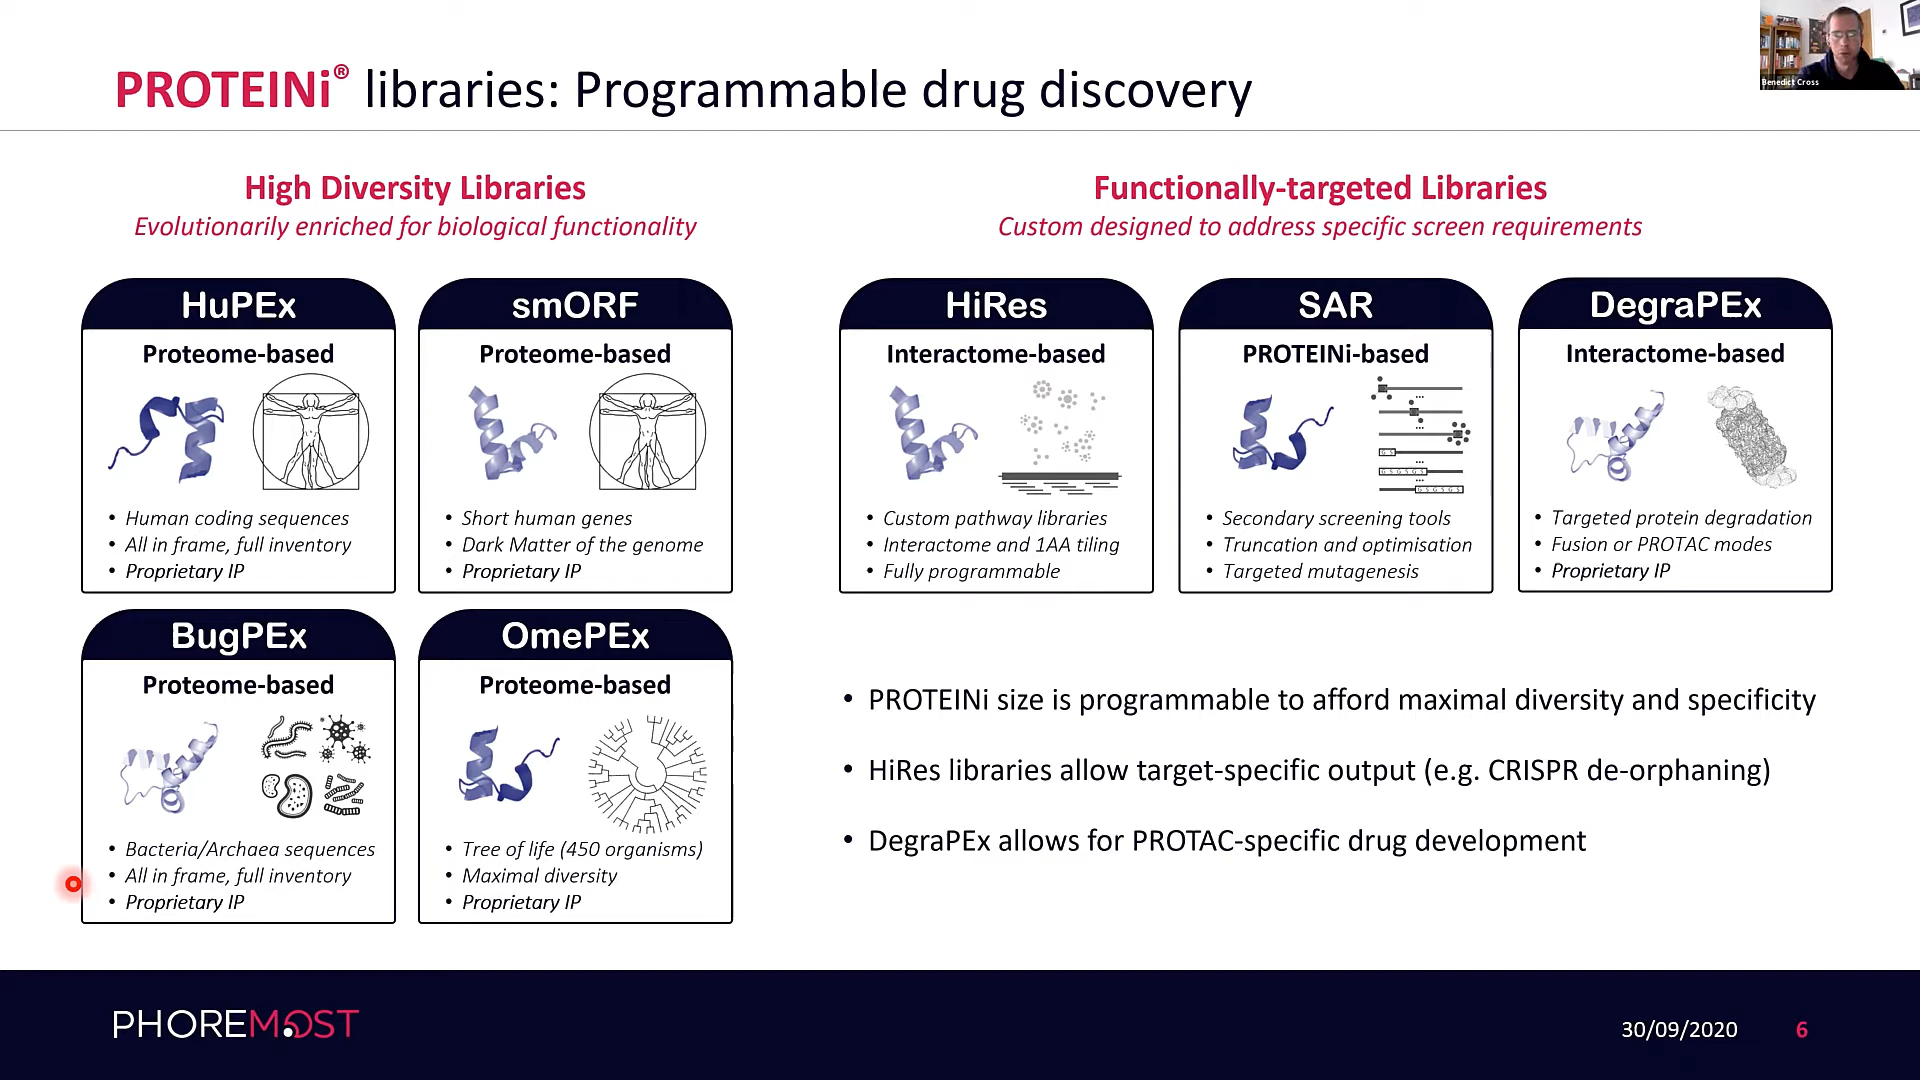 PROTEINi® libraries: Programmable drug discovery
Benedict Cross
High Diversity Libraries
Evolutionarily enriched for biological functionality
Functionally-targeted Libraries
Custom designed to address specific screen requirements
HuPEx
Proteome-based
• Human coding sequences
• All in frame, full inventory
• Proprietary IP
smORF
Proteome-based
• Short human genes
• Dark Matter of the genome
• Proprietary IP
HiRes
Interactome-based
• Custom pathway libraries
• Interactome and 1AA tiling
• Fully programmable
SAR
PROTEINi-based
...
...
G S
...
G S G S G S
...
G S G S G S
• Secondary screening tools
• Truncation and optimisation
• Targeted mutagenesis
DegraPEx
Interactome-based
• Targeted protein degradation
• Fusion or PROTAC modes
• Proprietary IP
BugPEx
Proteome-based
• Bacteria/Archaea sequences
• All in frame, full inventory
• Proprietary IP
OmePEx
Proteome-based
• Tree of life (450 organisms)
• Maximal diversity
• Proprietary IP
• PROTEINi size is programmable to afford maximal diversity and specificity
• HiRes libraries allow target-specific output (e.g. CRISPR de-orphaning)
• DegraPEx allows for PROTAC-specific drug development
PHOREMOST
30/09/2020
6